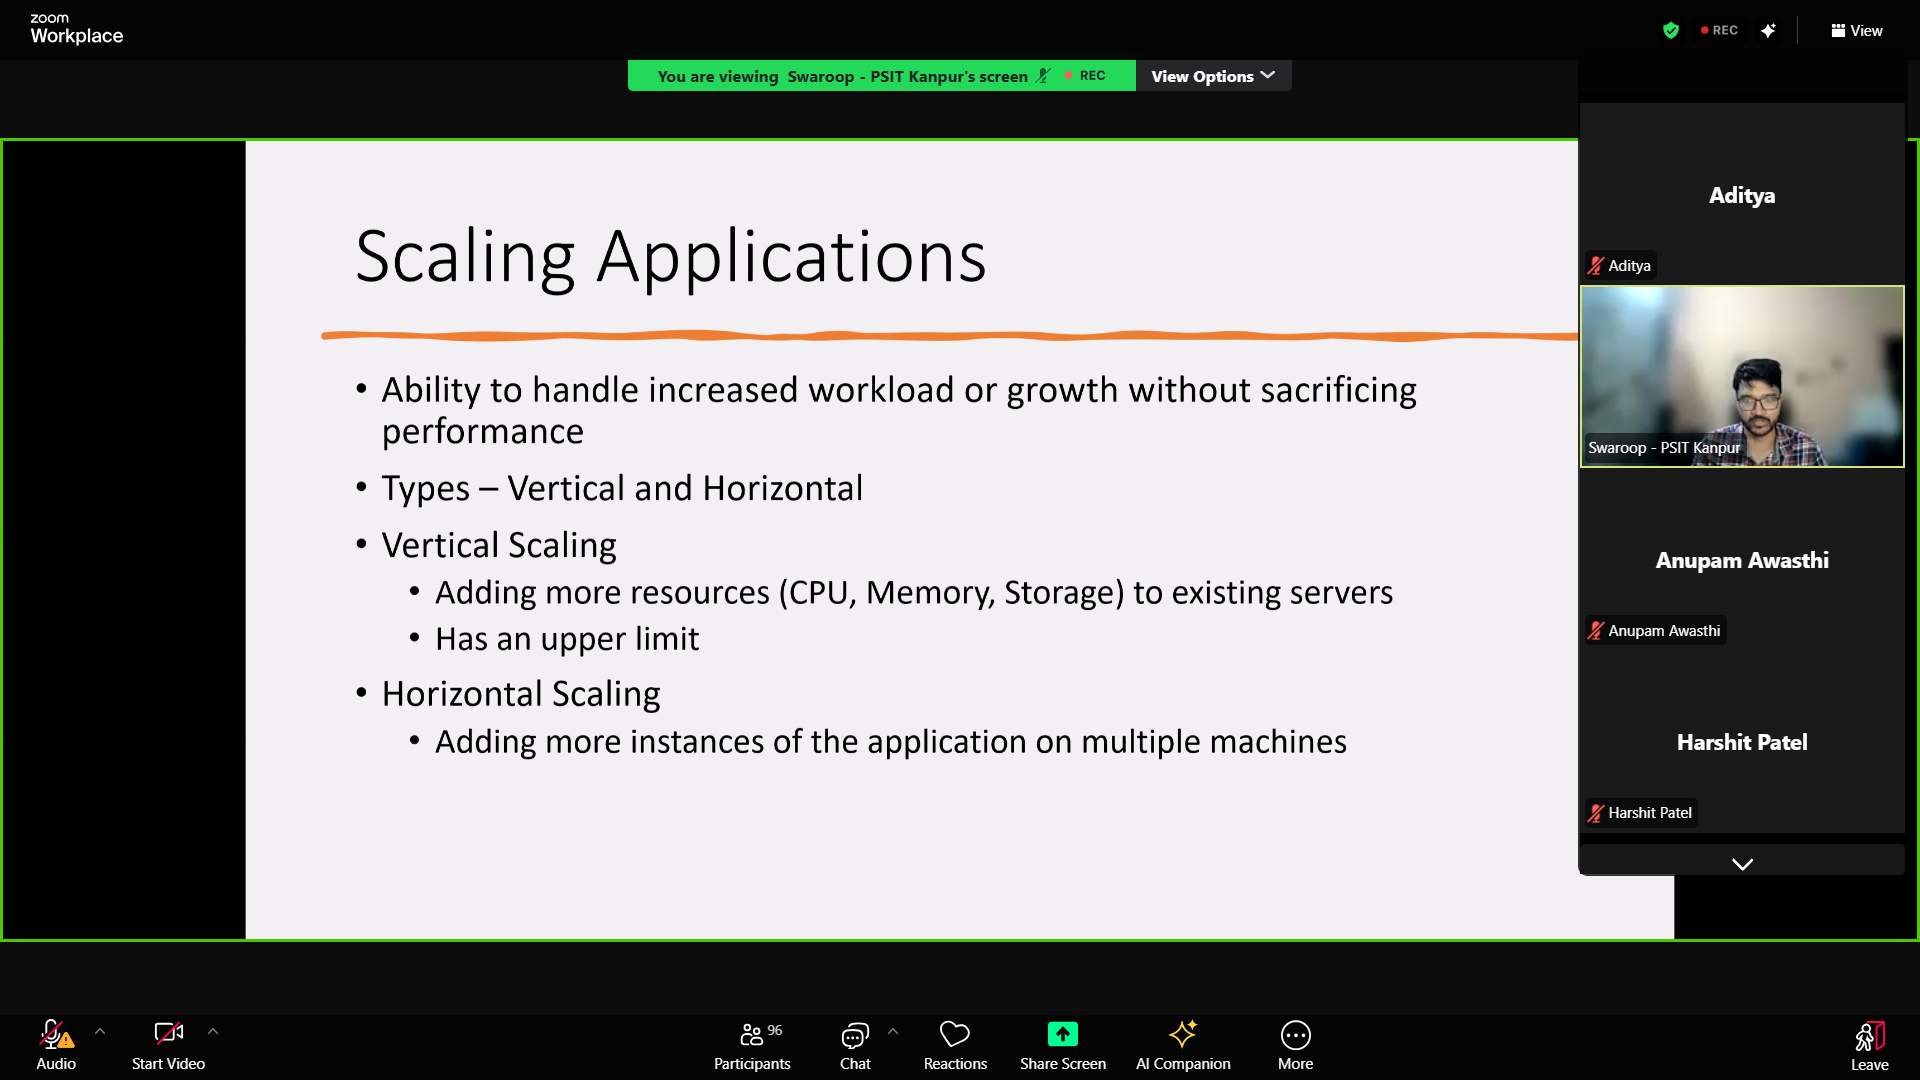 zoom
Workplace
REC
View
You are viewing Swaroop - PSIT Kanpur's screen
REC
View Options
Scaling Applications
• Ability to handle increased workload or growth without sacrificing
performance
• Types – Vertical and Horizontal
• Vertical Scaling
• Adding more resources (CPU, Memory, Storage) to existing servers
• Has an upper limit
• Horizontal Scaling
• Adding more instances of the application on multiple machines
Aditya
Aditya
Swaroop - PSIT Kanpur
Anupam Awasthi
Anupam Awasthi
Harshit Patel
Harshit Patel
Audio
Start Video
96
Participants
Chat
Reactions
Share Screen
AI Companion
More
Leave